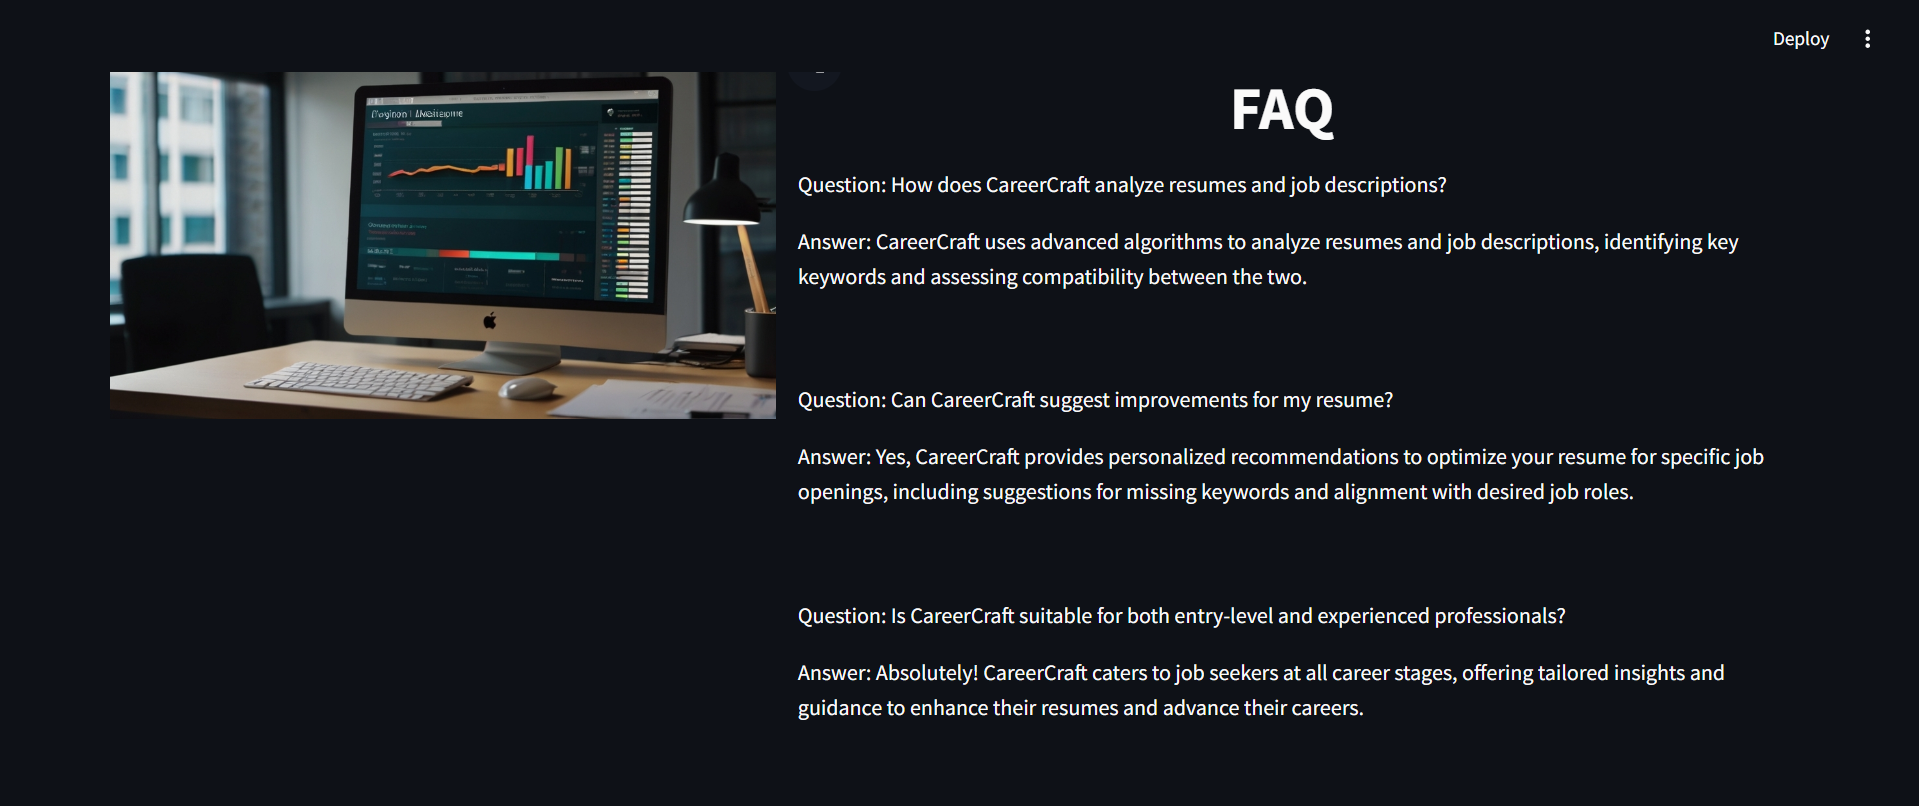 Deploy
FAQ
Question: How does CareerCraft analyze resumes and job descriptions?
Answer: CareerCraft uses advanced algorithms to analyze resumes and job descriptions, identifying key
keywords and assessing compatibility between the two.
Question: Can CareerCraft suggest improvements for my resume?
Answer: Yes, CareerCraft provides personalized recommendations to optimize your resume for specific job
openings, including suggestions for missing keywords and alignment with desired job roles.
Question: Is CareerCraft suitable for both entry-level and experienced professionals?
Answer: Absolutely! CareerCraft caters to job seekers at all career stages, offering tailored insights and
guidance to enhance their resumes and advance their careers.